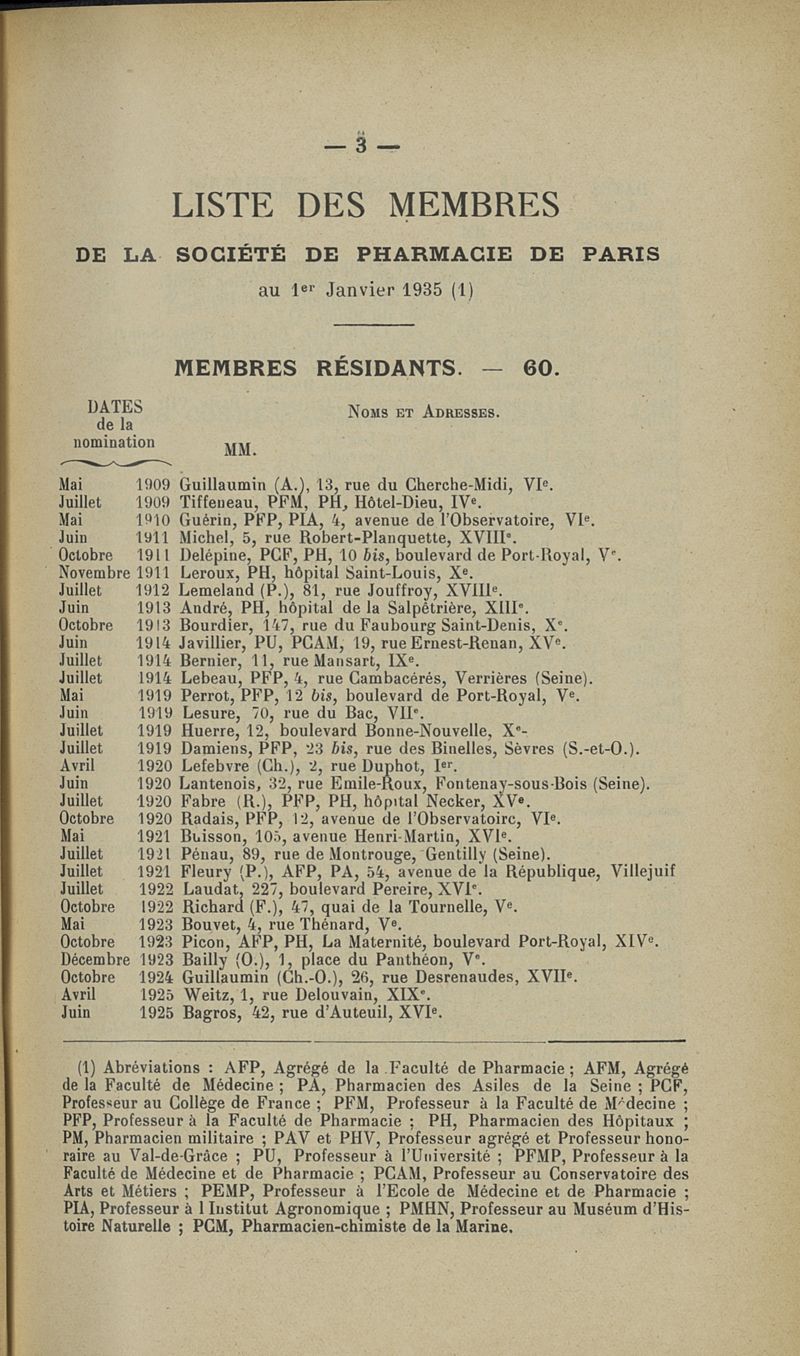 — 3 —
LISTE DES MEMBRES
DE LA SOCIÉTÉ DE PHARMACIE DE PARIS
au 1er Janvier 1935 (1)
MEMBRES RÉSIDANTS. — 60.
DATES
de la
nomination
NOMS ET ADRESSES.
MM.
Mai 1909 Guillaumin (A.), 13, rue du Cherche-Midi, VIe.
Juillet 1909 Tiffeneau, PFM, PH, Hôtel-Dieu, IVe.
Mai 1910 Guérin, PFP, PIA, 4, avenue de l'Observatoire, VIe.
Juin 1911 Michel, 5, rue Robert-Planquette, XVIIIe.
Octobre 1911 Delépine, PCF, PH, 10 bis, boulevard de Port-Royal, Ve.
Novembre 1911 Leroux, PH, hôpital Saint-Louis, Xe.
Juillet 1912 Lemeland (P.), 81, rue Jouffroy, XVIIIe.
Juin 1913 André, PH, hôpital de la Salpêtrière, XIIIe.
Octobre 1913 Bourdier, 147, rue du Faubourg Saint-Denis, Xe.
Juin 1914 Javillier, PU, PCAM, 19, rue Ernest-Renan, XVe.
Juillet 1914 Bernier, 11, rue Mansart, IXe.
Juillet 1914 Lebeau, PFP, 4, rue Cambacérés, Verrières (Seine).
Mai 1919 Perrot, PFP, 12 bis, boulevard de Port-Royal, Ve.
Juin 1919 Lesure, 70, rue du Bac, VIIe.
Juillet 1919 Huerre, 12, boulevard Bonne-Nouvelle, Xe-
Juillet 1919 Damiens, PFP, 23 bis, rue des Binelles, Sèvres (S.-et-O.).
Avril 1920 Lefebvre (Ch.), 2, rue Duphot, Ier.
Juin 1920 Lantenois, 32, rue Emile-Roux, Fontenay-sous-Bois (Seine).
Juillet 1920 Fabre (R.), PFP, PH, hôpital Necker, XVe.
Octobre 1920 Radais, PFP, 12, avenue de l'Observatoire, VIe.
Mai 1921 Buisson, 105, avenue Henri-Martin, XVIe.
Juillet 1921 Pénau, 89, rue de Montrouge, Gentilly (Seine).
Juillet 1921 Fleury (P.), AFP, PA, 54, avenue de la République, Villejuif
Juillet 1922 Laudat, 227, boulevard Pereire, XVIe.
Octobre 1922 Richard (F.), 47, quai de la Tournelle, Ve.
Mai 1923 Bouvet, 4, rue Thénard, Ve.
Octobre 1923 Picon, AFP, PH, La Maternité, boulevard Port-Royal, XIVe.
Décembre 1923 Bailly (O.), 1, place du Panthéon, Ve.
Octobre 1924 Guillaumin (Ch.-O.), 26, rue Desrenaudes, XVIIe.
Avril 1925 Weitz, 1, rue Delouvain, XIXe.
Juin 1925 Bagros, 42, rue d'Auteuil, XVIe.
(1) Abréviations : AFP, Agrégé de la Faculté de Pharmacie ; AFM, Agrégé
de la Faculté de Médecine ; PA, Pharmacien des Asiles de la Seine ; PCF,
Professeur au Collège de France ; PFM, Professeur à la Faculté de Médecine ;
PFP, Professeur à la Faculté de Pharmacie ; PH, Pharmacien des Hôpitaux ;
PM, Pharmacien militaire ; PAV et PHV, Professeur agrégé et Professeur hono-
raire au Val-de-Grâce ; PU, Professeur à l'Université ; PFMP, Professeur à la
Faculté de Médecine et de Pharmacie ; PCAM, Professeur au Conservatoire des
Arts et Métiers ; PEMP, Professeur à l'Ecole de Médecine et de Pharmacie ;
PIA, Professeur à l Institut Agronomique ; PMHN, Professeur au Muséum d'His-
toire Naturelle ; PCM, Pharmacien-chimiste de la Marine.